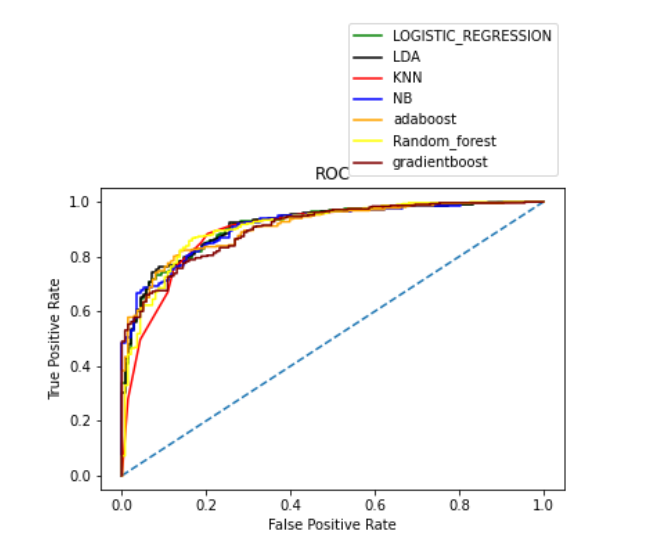 LOGISTIC_REGRESSION
LDA
KNN
NB
adaboost
Random_forest
gradientboost
ROC
1.0
0.8
0.6
0.4
0.2
0.0
True Positive Rate
0.0 0.2 0.4 0.6 0.8 1.0
False Positive Rate